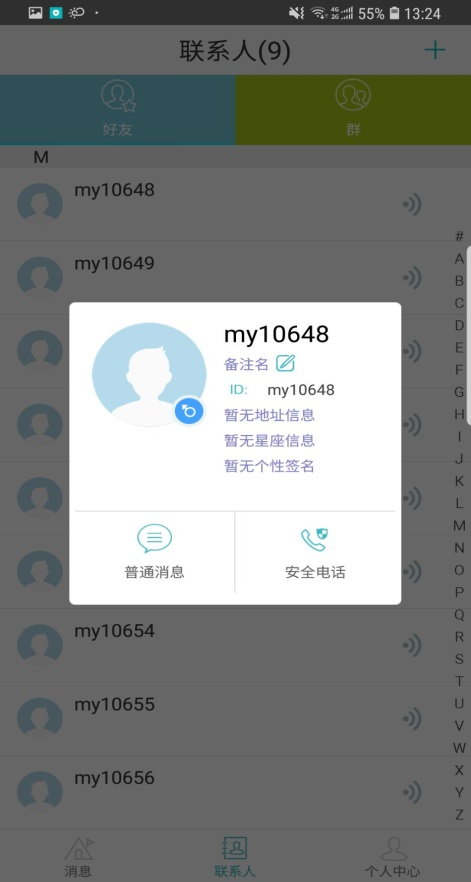 4G 2G 55% 13:24
联系人(9)
+
好友
群
M
my10648
my10649
my10648
备注名
ID: my10648
暂无地址信息
暂无星座信息
暂无个性签名
普通消息
安全电话
my10654
my10655
my10656
#
A
B
C
D
E
F
G
H
I
J
K
L
M
N
O
P
Q
R
S
T
U
V
W
X
Y
Z
消息
联系人
个人中心